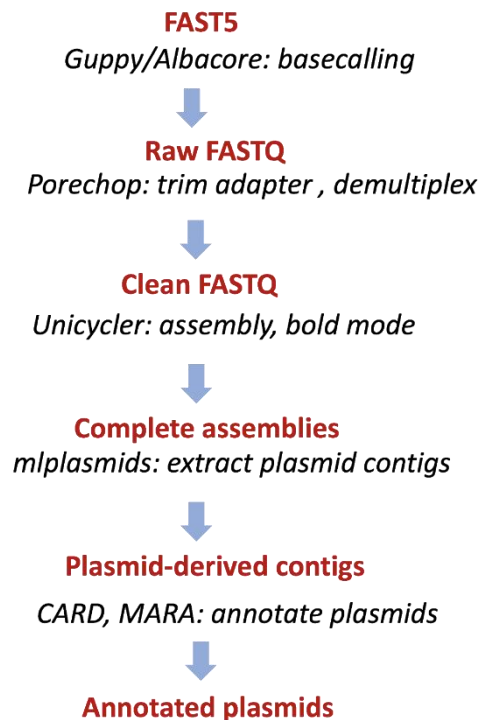 FAST5
Guppy/Albacore: basecalling
Raw FASTQ
Porechop: trim adapter , demultiplex
Clean FASTQ
Unicycler: assembly, bold mode
Complete assemblies
mlplasmids: extract plasmid contigs
Plasmid-derived contigs
CARD, MARA: annotate plasmids
Annotated plasmids